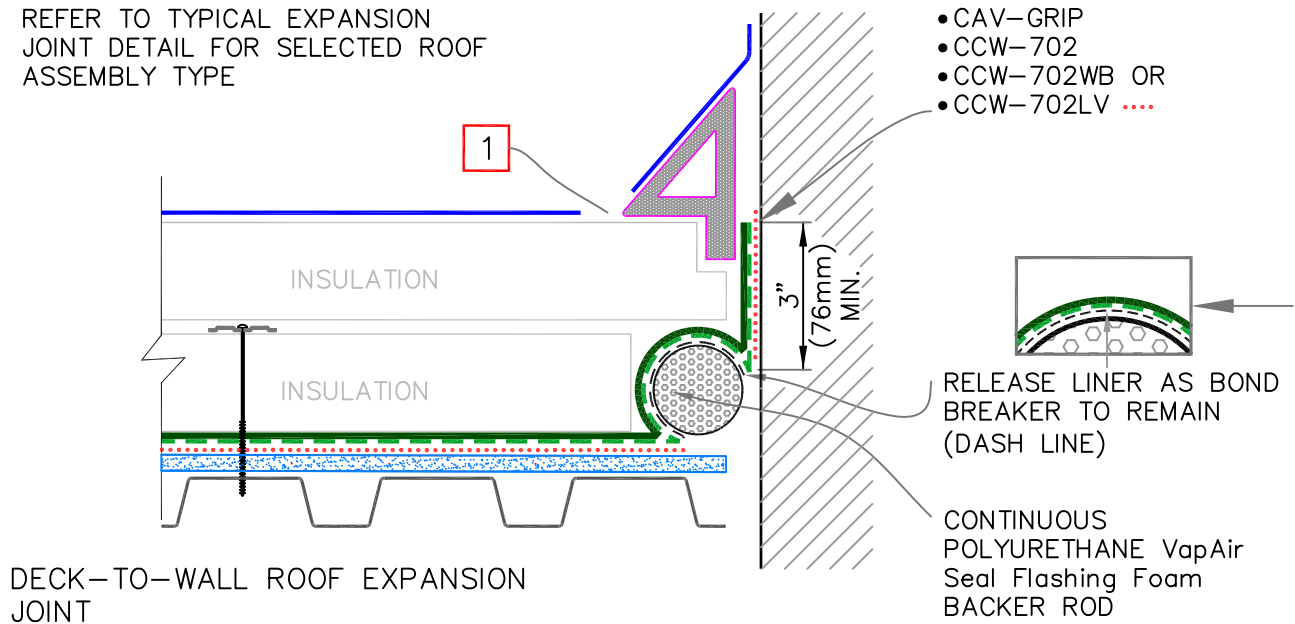 REFER TO TYPICAL EXPANSION
JOINT DETAIL FOR SELECTED ROOF
ASSEMBLY TYPE
• CAV-GRIP
• CCW-702
• CCW-702WB OR
• CCW-702LV
1
INSULATION
INSULATION
3"
(76mm)
MIN.
RELEASE LINER AS BOND
BREAKER TO REMAIN
(DASH LINE)
CONTINUOUS
POLYURETHANE VapAir
Seal Flashing Foam
BACKER ROD
DECK-TO-WALL ROOF EXPANSION
JOINT